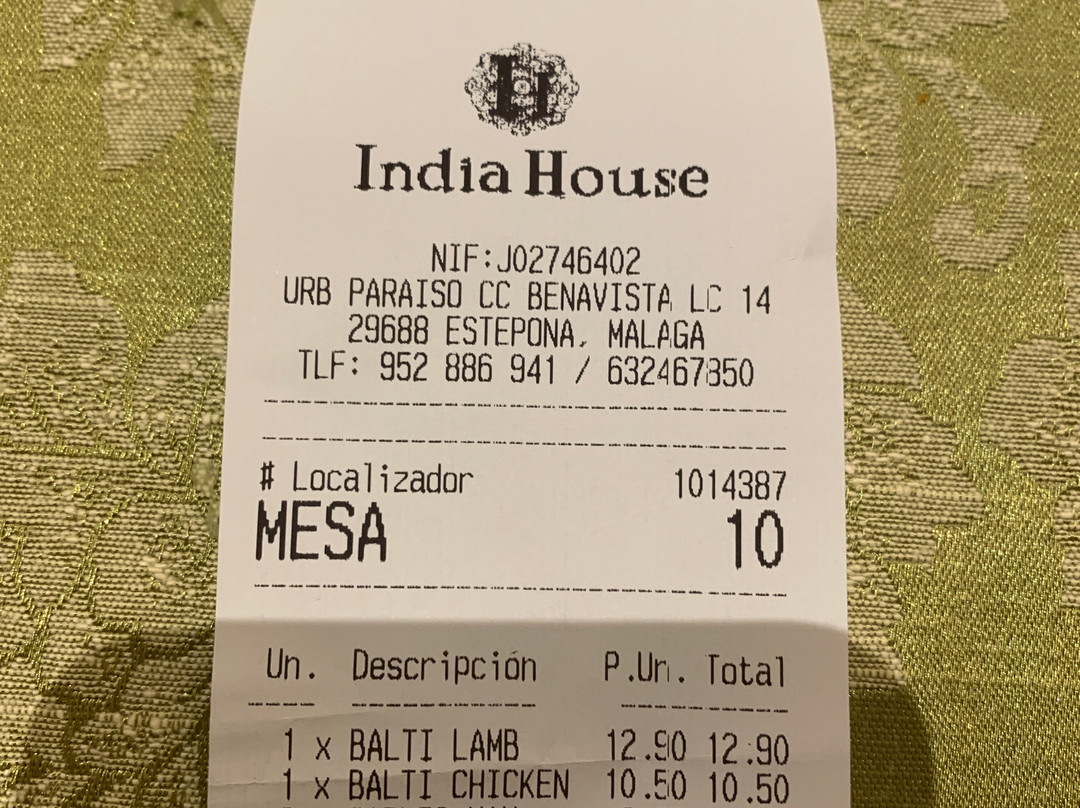 H
India House
NIF:J02746402
URB PARAISO CC BENAVISTA LC 14
29688 ESTEPONA, MALAGA
TLF: 952 886 941 / 632467850
# Localizador 1014387
MESA 10
Un. Descripción P.Un. Total
1 x BALTI LAMB 12.90 12.90
1 x BALTI CHICKEN 10.50 10.50